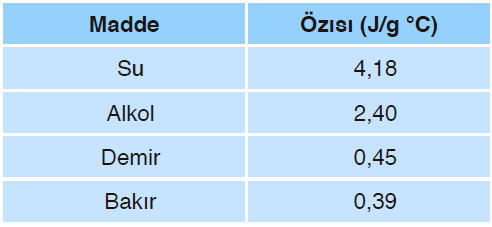 Madde Özısı (J/g °C)
Su 4,18
Alkol 2,40
Demir 0,45
Bakır 0,39